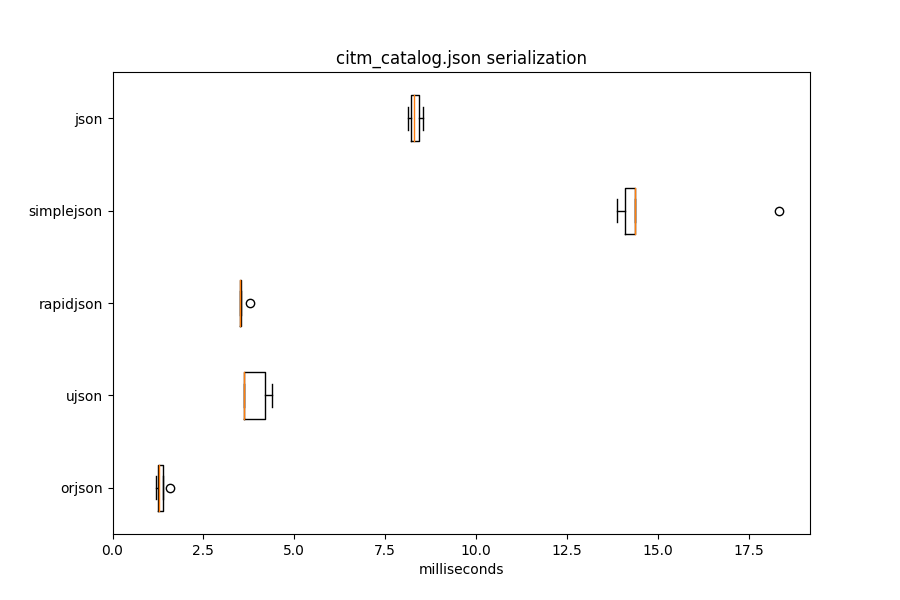 citm_catalog.json serialization
json
simplejson
rapidjson
ujson
orjson
0.0 2.5 5.0 7.5 10.0 12.5 15.0 17.5
milliseconds